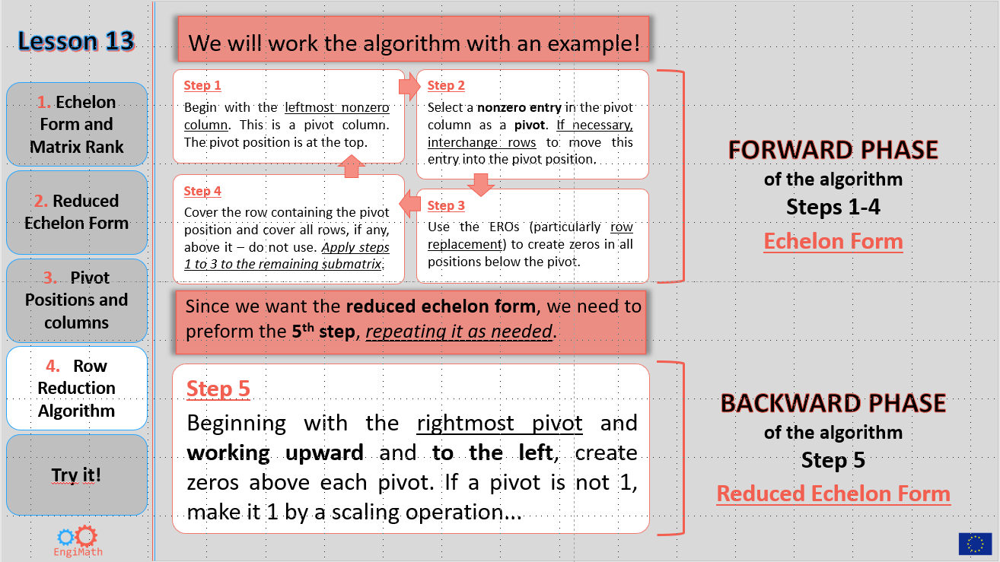 Lesson 13
1. Echelon
Form and
Matrix Rank
2. Reduced
Echelon Form
3. Pivot
Positions and
columns
4. Row
Reduction
Algorithm
Try it!
EngiMath
We will work the algorithm with an example!
Step 1
Begin with the leftmost nonzero
column. This is a pivot column.
The pivot position is at the top.
Step 2
Select a nonzero entry in the pivot
column as a pivot. If necessary,
interchange rows to move this
entry into the pivot position.
Step 3
Use the EROs (particularly row
replacement) to create zeros in all
positions below the pivot.
Step 4
Cover the row containing the pivot
position and cover all rows, if any,
above it – do not use. Apply steps
1 to 3 to the remaining submatrix.
FORWARD PHASE
of the algorithm
Steps 1-4
Echelon Form
Since we want the reduced echelon form, we need to
preform the 5th step, repeating it as needed.
Step 5
Beginning with the rightmost pivot and
working upward and to the left, create
zeros above each pivot. If a pivot is not 1,
make it 1 by a scaling operation...
BACKWARD PHASE
of the algorithm
Step 5
Reduced Echelon Form